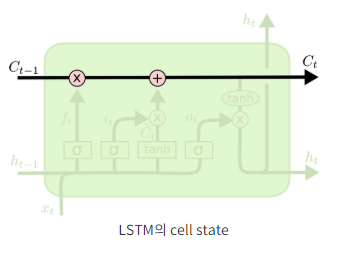 h_t
C_{t-1} × + C_t
tanh
f_t i_t × o_t ×
C̃_t
σ σ tanh σ
h_{t-1} h_t
x_t
LSTM의 cell state